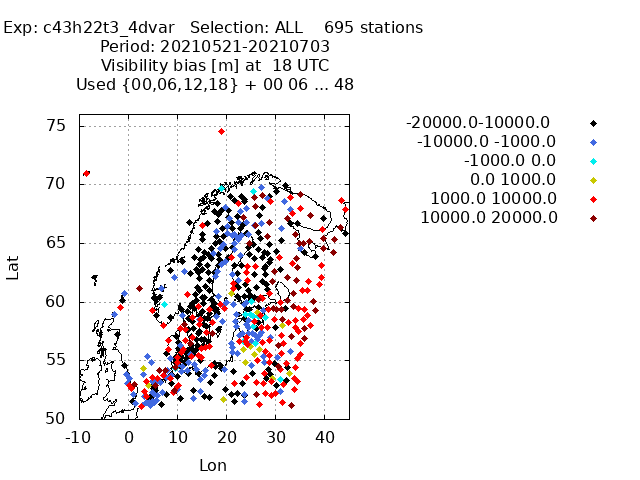 Exp: c43h22t3_4dvar   Selection: ALL    695 stations
Period: 20210521-20210703
Visibility bias [m] at  18 UTC
Used {00,06,12,18} + 00 06 ... 48
-20000.0-10000.0
-10000.0 -1000.0
-1000.0 0.0
0.0 1000.0
1000.0 10000.0
10000.0 20000.0
75
70
65
60
55
50
Lat
-10 0 10 20 30 40
Lon